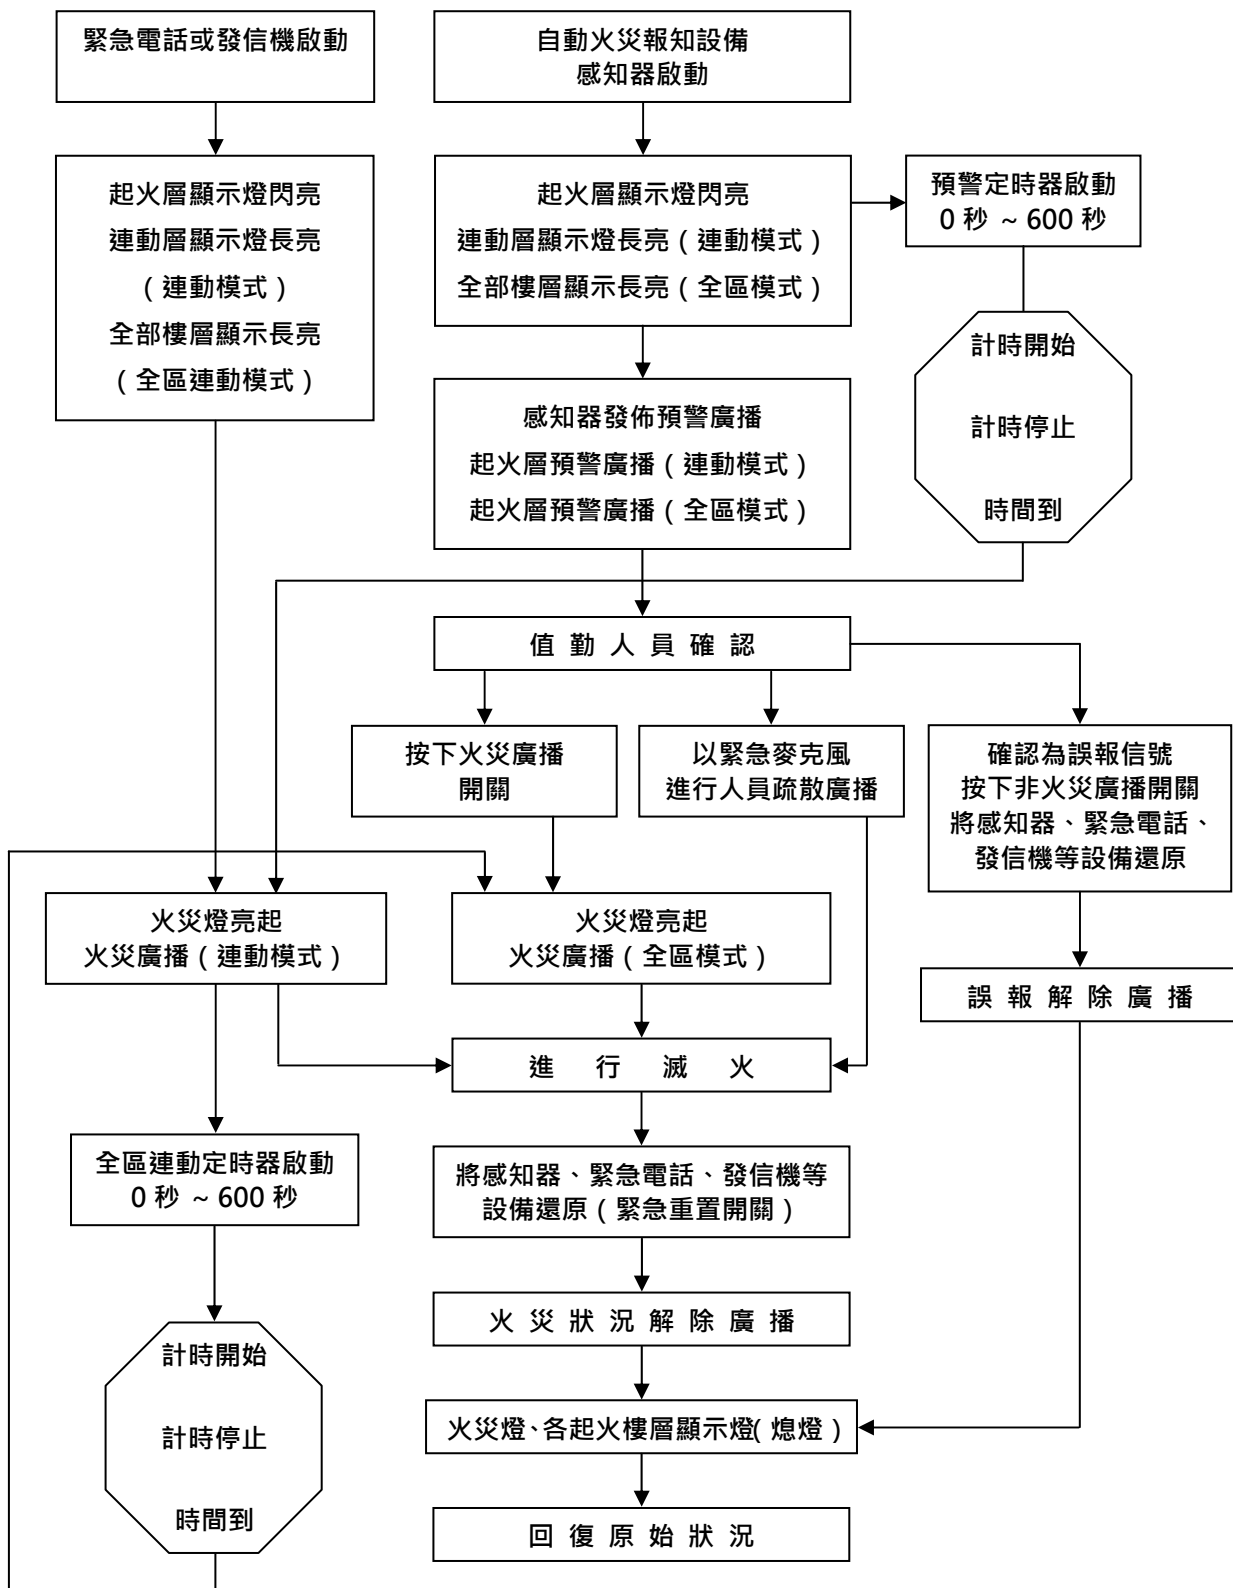 緊急電話或發信機啟動
自動火災報知設備
感知器啟動
起火層顯示燈閃亮
連動層顯示燈長亮
(連動模式)
全部樓層顯示長亮
(全區連動模式)
起火層顯示燈閃亮
連動層顯示燈長亮(連動模式)
全部樓層顯示長亮(全區模式)
預警定時器啟動
0 秒 ~ 600 秒
計時開始
計時停止
時間到
感知器發佈預警廣播
起火層預警廣播(連動模式)
起火層預警廣播(全區模式)
值 勤 人 員 確 認
按下火災廣播
開關
以緊急麥克風
進行人員疏散廣播
確認為誤報信號
按下非火災廣播開關
將感知器、緊急電話、
發信機等設備還原
火災燈亮起
火災廣播(連動模式)
火災燈亮起
火災廣播(全區模式)
誤 報 解 除 廣 播
進 行 滅 火
全區連動定時器啟動
0 秒 ~ 600 秒
將感知器、緊急電話、發信機等
設備還原(緊急重置開關)
火 災 狀 況 解 除 廣 播
計時開始
計時停止
時間到
火災燈、各起火樓層顯示燈(熄燈)
回 復 原 始 狀 況